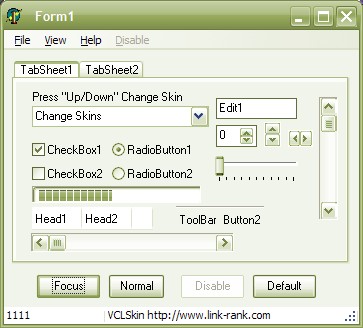 Form1
File View Help Disable
TabSheet1 TabSheet2
Press "Up/Down" Change Skin
Edit1
Change Skins
0
CheckBox1 RadioButton1
CheckBox2 RadioButton2
Head1 Head2 ToolBar Button2
Focus Normal Disable Default
1111 VCLSkin http://www.link-rank.com